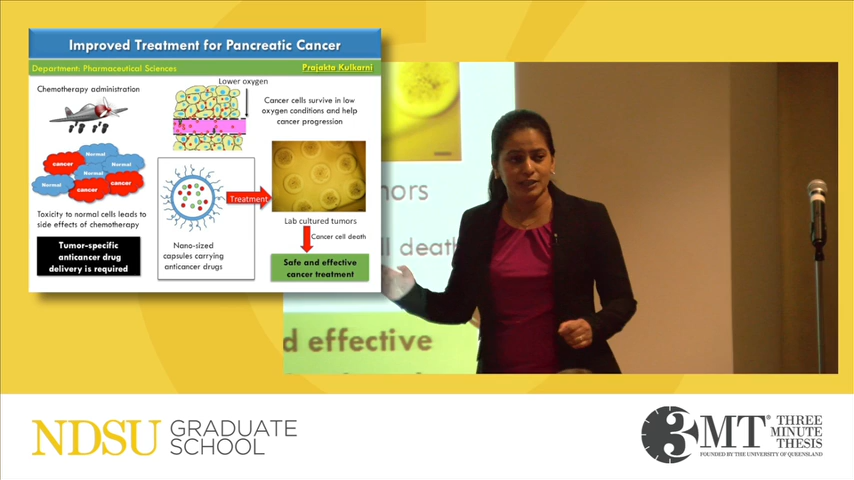 Improved Treatment for Pancreatic Cancer
Department: Pharmaceutical Sciences
Prajakta Kulkarni
Chemotherapy administration
Lower oxygen
Cancer cells survive in low
oxygen conditions and help
cancer progression
cancer
Normal
Normal
Normal
Normal
cancer
cancer
Toxicity to normal cells leads to
side effects of chemotherapy
Tumor-specific
anticancer drug
delivery is required
Nano-sized
capsules carrying
anticancer drugs
Treatment
Lab cultured tumors
Cancer cell death
Safe and effective
cancer treatment
mors
ll death
d effective
NDSU GRADUATE
SCHOOL
3MT® THREE
MINUTE
THESIS
FOUNDED BY THE UNIVERSITY OF QUEENSLAND